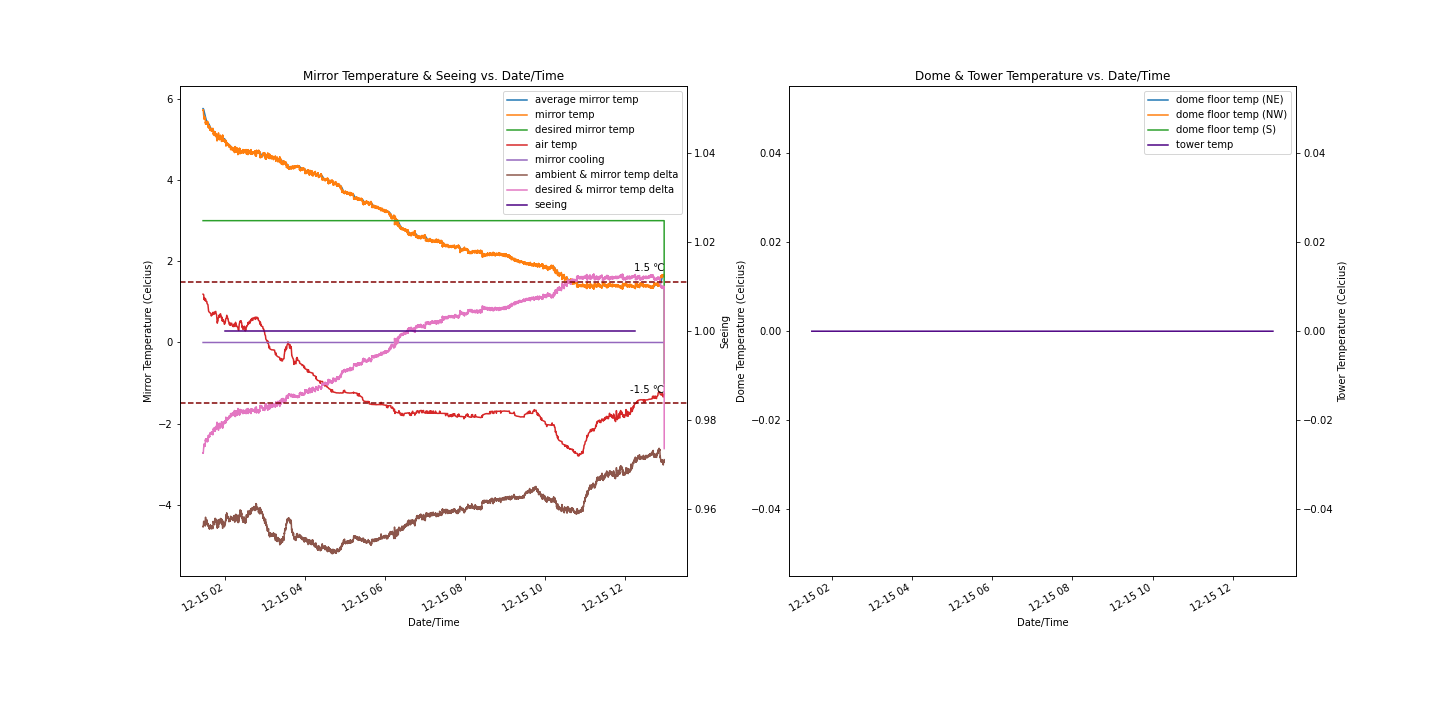 Mirror Temperature & Seeing vs. Date/Time
average mirror temp
mirror temp
desired mirror temp
air temp
mirror cooling
ambient & mirror temp delta
desired & mirror temp delta
seeing
6
4
2
0
−2
−4
Mirror Temperature (Celcius)
1.5 °C
-1.5 °C
1.04
1.02
1.00
0.98
0.96
Seeing
12-15 02
12-15 04
12-15 06
12-15 08
12-15 10
12-15 12
Date/Time
Dome & Tower Temperature vs. Date/Time
dome floor temp (NE)
dome floor temp (NW)
dome floor temp (S)
tower temp
0.04
0.02
0.00
−0.02
−0.04
Dome Temperature (Celcius)
0.04
0.02
0.00
−0.02
−0.04
Tower Temperature (Celcius)
12-15 02
12-15 04
12-15 06
12-15 08
12-15 10
12-15 12
Date/Time